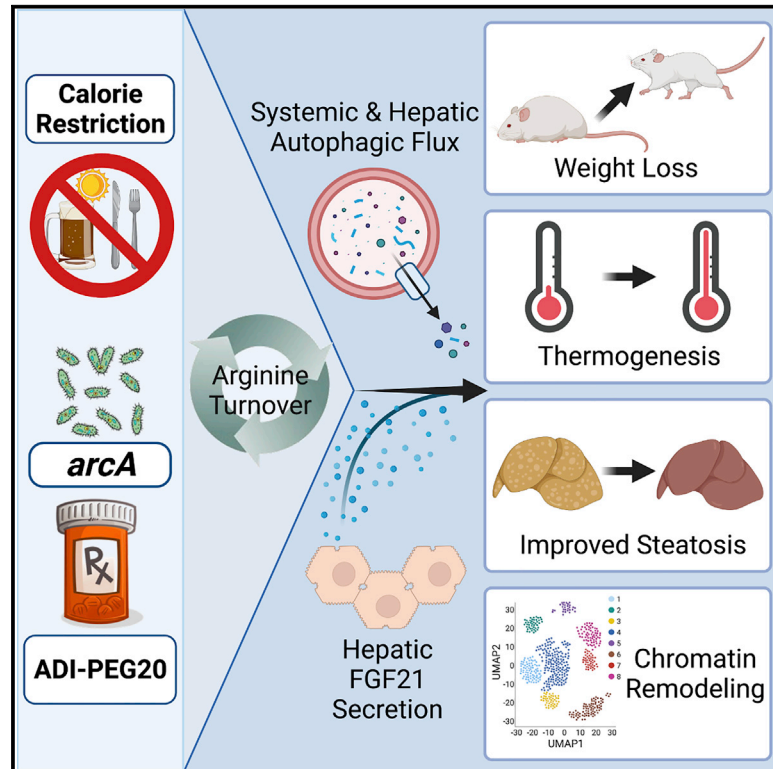 Calorie
Restriction
arcA
Rx
ADI-PEG20
Arginine
Turnover
Systemic & Hepatic
Autophagic Flux
Hepatic
FGF21
Secretion
Weight Loss
Thermogenesis
Improved Steatosis
Chromatin
Remodeling
UMAP2
30
20
10
0
-10
-20
-30
-30 -20 -10 0 10 20 30
UMAP1
1
2
3
4
5
6
7
8